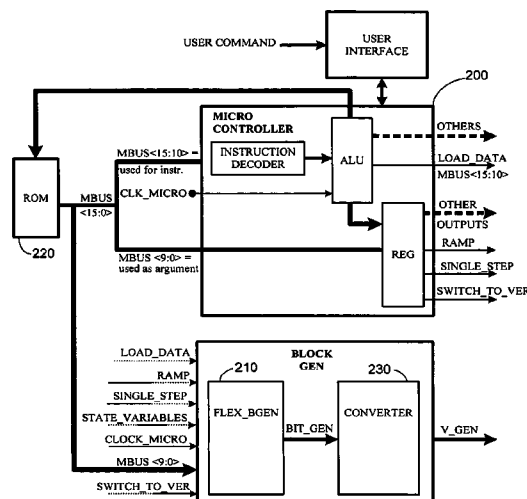 USER COMMAND
USER
INTERFACE
200
MICRO
CONTROLLER
INSTRUCTION
DECODER
ALU
OTHERS
LOAD_DATA
MBUS<15:10>
MBUS<15:10> =
used for instr.
CLK_MICRO
ROM
220
MBUS
<15:0>
MBUS <9:0> =
used as argument
REG
OTHER
OUTPUTS
RAMP
SINGLE_STEP
SWITCH_TO_VER
BLOCK
GEN
210
230
FLEX_BGEN
BIT_GEN
CONVERTER
V_GEN
LOAD_DATA
RAMP
SINGLE_STEP
STATE_VARIABLES
CLOCK_MICRO
MBUS <9:0>
SWITCH_TO_VER